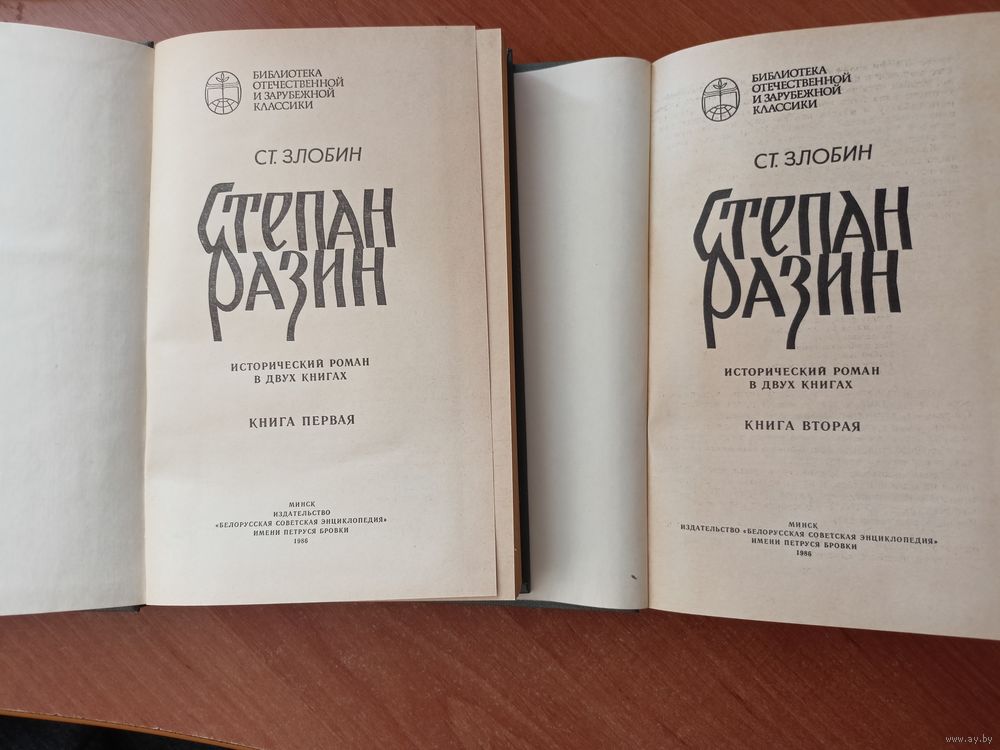 БИБЛИОТЕКА
ОТЕЧЕСТВЕННОЙ
И ЗАРУБЕЖНОЙ
КЛАССИКИ
СТ. ЗЛОБИН
СТЕПАН
РАЗИН
ИСТОРИЧЕСКИЙ РОМАН
В ДВУХ КНИГАХ
КНИГА ПЕРВАЯ
МИНСК
ИЗДАТЕЛЬСТВО
«БЕЛОРУССКАЯ СОВЕТСКАЯ ЭНЦИКЛОПЕДИЯ»
ИМЕНИ ПЕТРУСЯ БРОВКИ
1986
БИБЛИОТЕКА
ОТЕЧЕСТВЕННОЙ
И ЗАРУБЕЖНОЙ
КЛАССИКИ
СТ. ЗЛОБИН
СТЕПАН
РАЗИН
ИСТОРИЧЕСКИЙ РОМАН
В ДВУХ КНИГАХ
КНИГА ВТОРАЯ
МИНСК
ИЗДАТЕЛЬСТВО «БЕЛОРУССКАЯ СОВЕТСКАЯ ЭНЦИКЛОПЕДИЯ»
ИМЕНИ ПЕТРУСЯ БРОВКИ
1986
www.ay.by